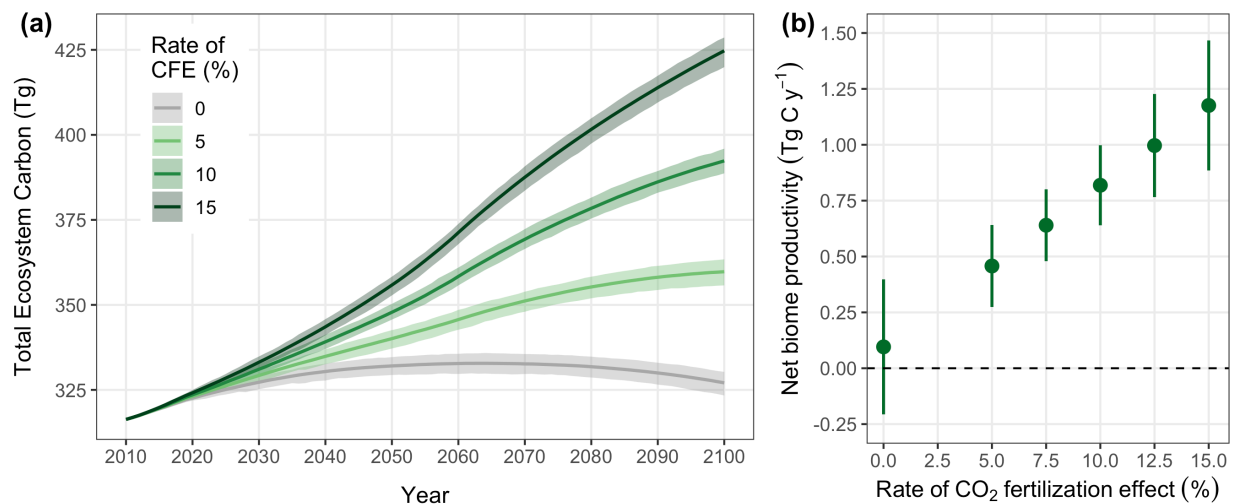 (a)
Total Ecosystem Carbon (Tg)
425
400
375
350
325
Rate of
CFE (%)
0
5
10
15
2010 2020 2030 2040 2050 2060 2070 2080 2090 2100
Year
(b)
Net biome productivity (Tg C y⁻¹)
1.50
1.25
1.00
0.75
0.50
0.25
0.00
-0.25
0.0 2.5 5.0 7.5 10.0 12.5 15.0
Rate of CO₂ fertilization effect (%)